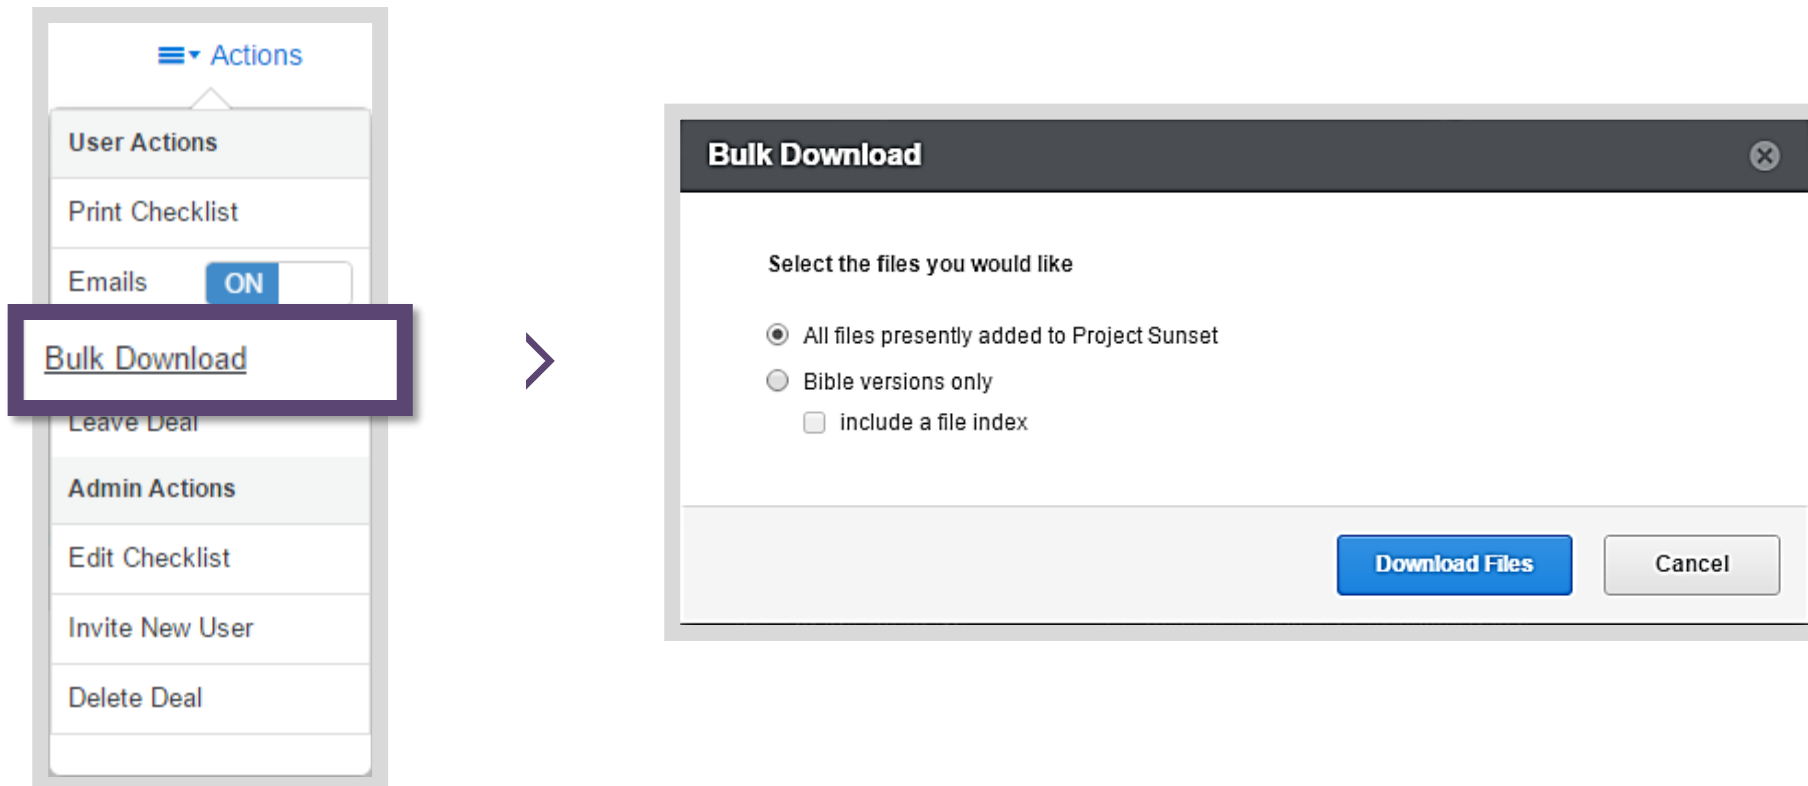 Actions
User Actions
Print Checklist
Emails ON
Bulk Download
Leave Deal
Admin Actions
Edit Checklist
Invite New User
Delete Deal
Bulk Download
Select the files you would like
All files presently added to Project Sunset
Bible versions only
include a file index
Download Files Cancel